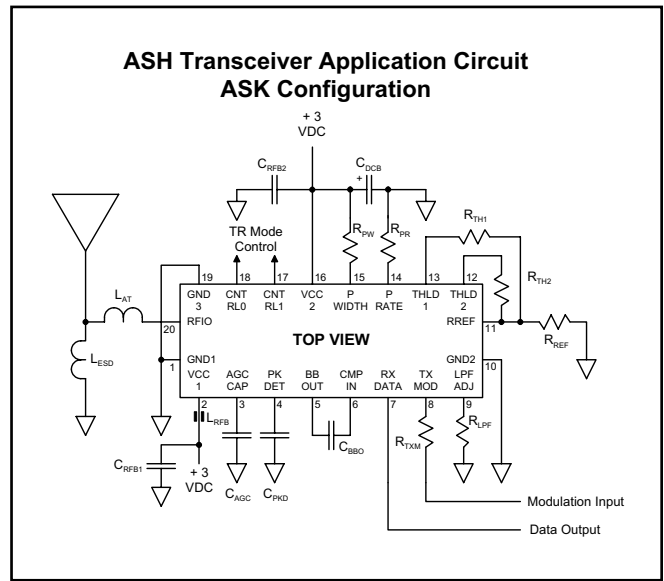 ASH Transceiver Application Circuit
ASK Configuration
+ 3
VDC
CRFB2
CDCB
+
TR Mode
Control
RPW
RPR
RTH1
RTH2
19
18
17
16
15
14
13
12
GND
3
CNT
RL0
CNT
RL1
VCC
2
P
WIDTH
P
RATE
THLD
1
THLD
2
LAT
20
RFIO
TOP VIEW
RREF
11
RREF
LESD
GND1
1
GND2
10
VCC
1
AGC
CAP
PK
DET
BB
OUT
CMP
IN
RX
DATA
TX
MOD
LPF
ADJ
2
3
4
5
6
7
8
9
LRFB
CBBO
RTXM
RLPF
CRFB1
+ 3
VDC
CAGC
CPKD
Modulation Input
Data Output